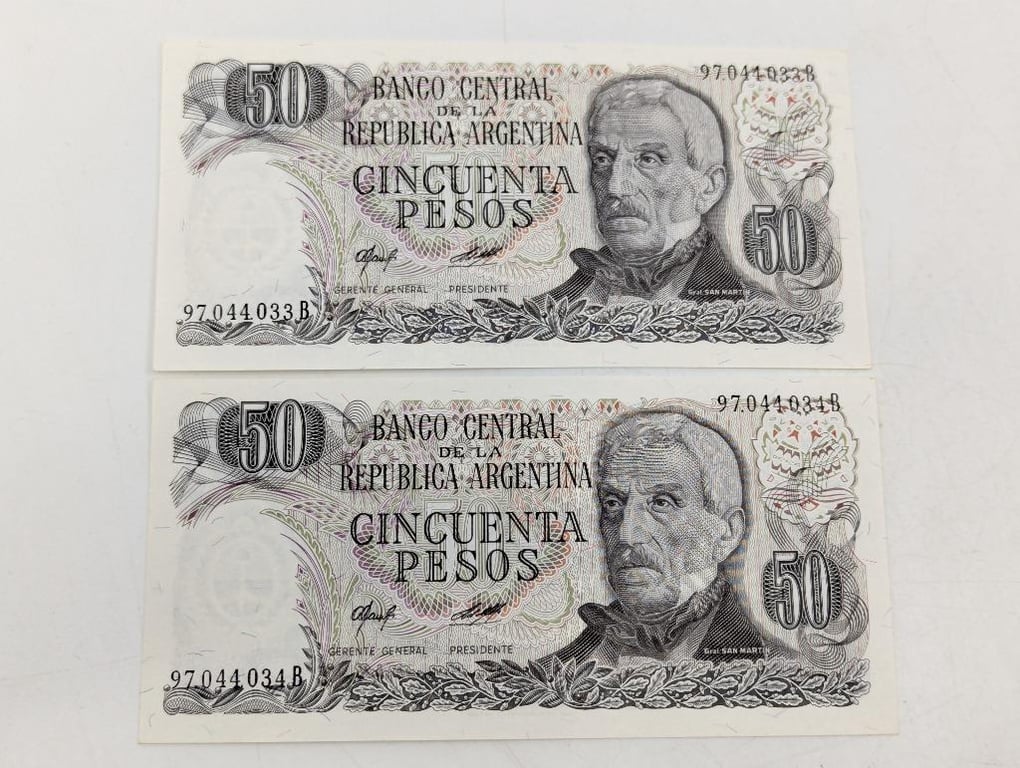 50
BANCO CENTRAL
DE LA
REPUBLICA ARGENTINA
CINCUENTA
PESOS
97.044.033 B
50
GERENTE GENERAL PRESIDENTE
Gral. SAN MARTIN
97.044.033 B
50
BANCO CENTRAL
DE LA
REPUBLICA ARGENTINA
CINCUENTA
PESOS
97.044.034 B
50
GERENTE GENERAL PRESIDENTE
Gral. SAN MARTIN
97.044.034 B